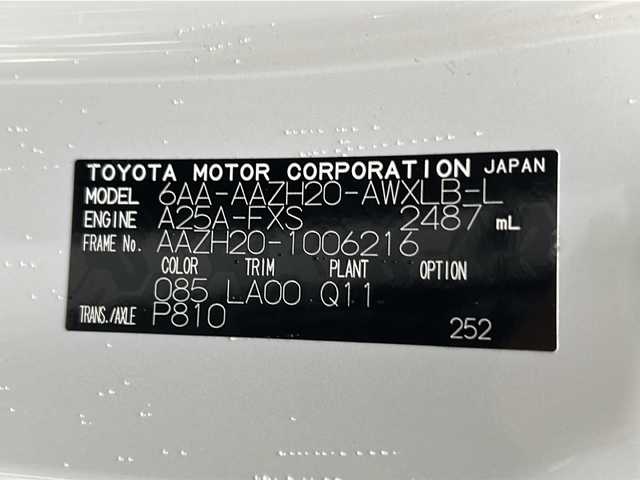 TOYOTA MOTOR CORPORATION JAPAN
MODEL 6AA-AAZH20-AWXLB-L
ENGINE A25A-FXS 2487 mL
FRAME No. AAZH20-1006216
COLOR TRIM PLANT OPTION
085 LA00 Q11
TRANS./AXLE P810
252